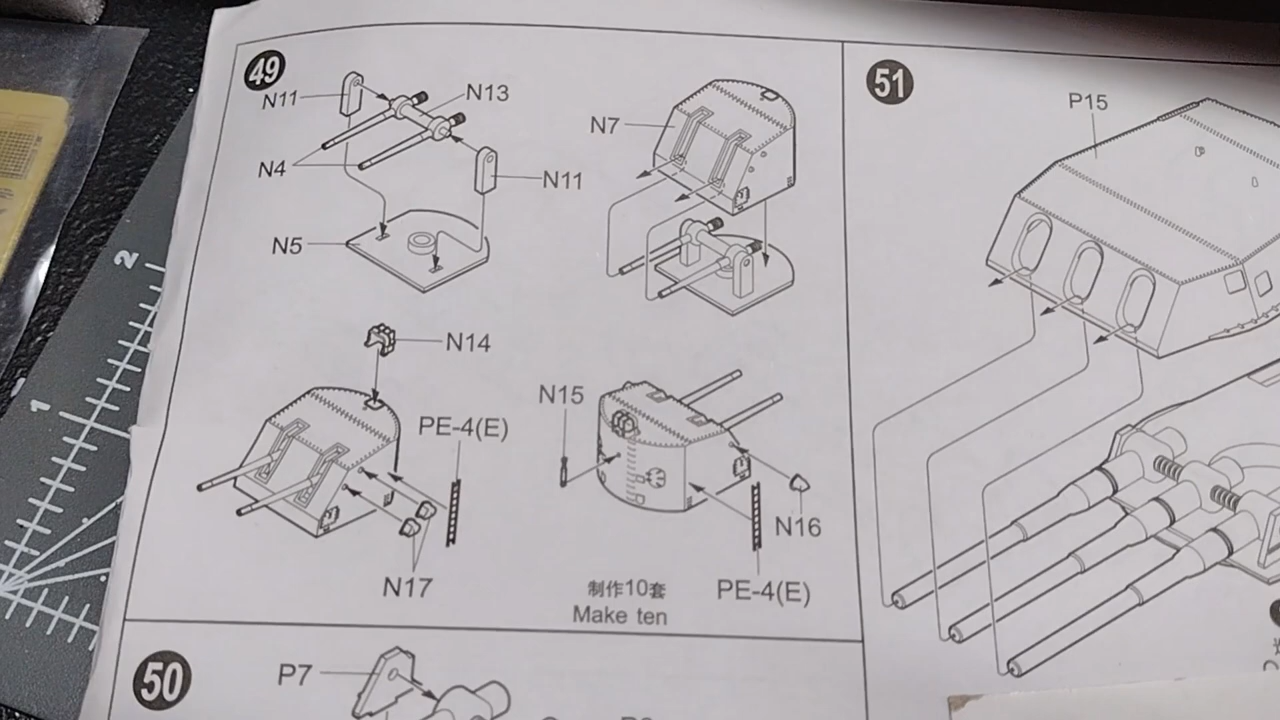 49
N11
N13
N4
N11
N5
N7
N14
PE-4(E)
N17
N15
N16
PE-4(E)
制作10套
Make ten
50
P7
51
P15
2
1